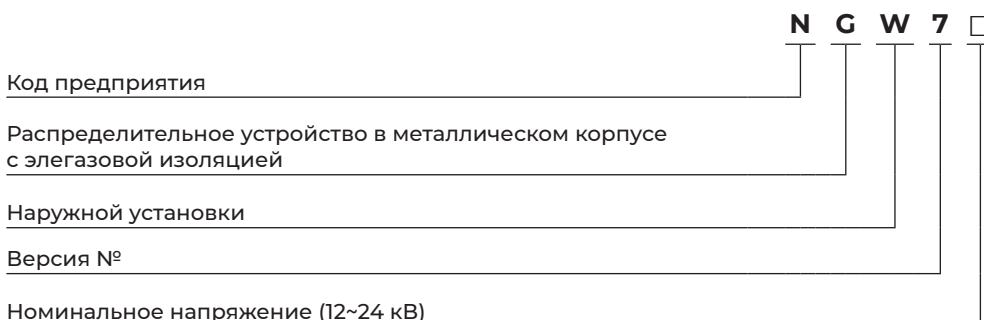 N G W 7 □
Код предприятия
Распределительное устройство в металлическом корпусе
с элегазовой изоляцией
Наружной установки
Версия №
Номинальное напряжение (12~24 кВ)